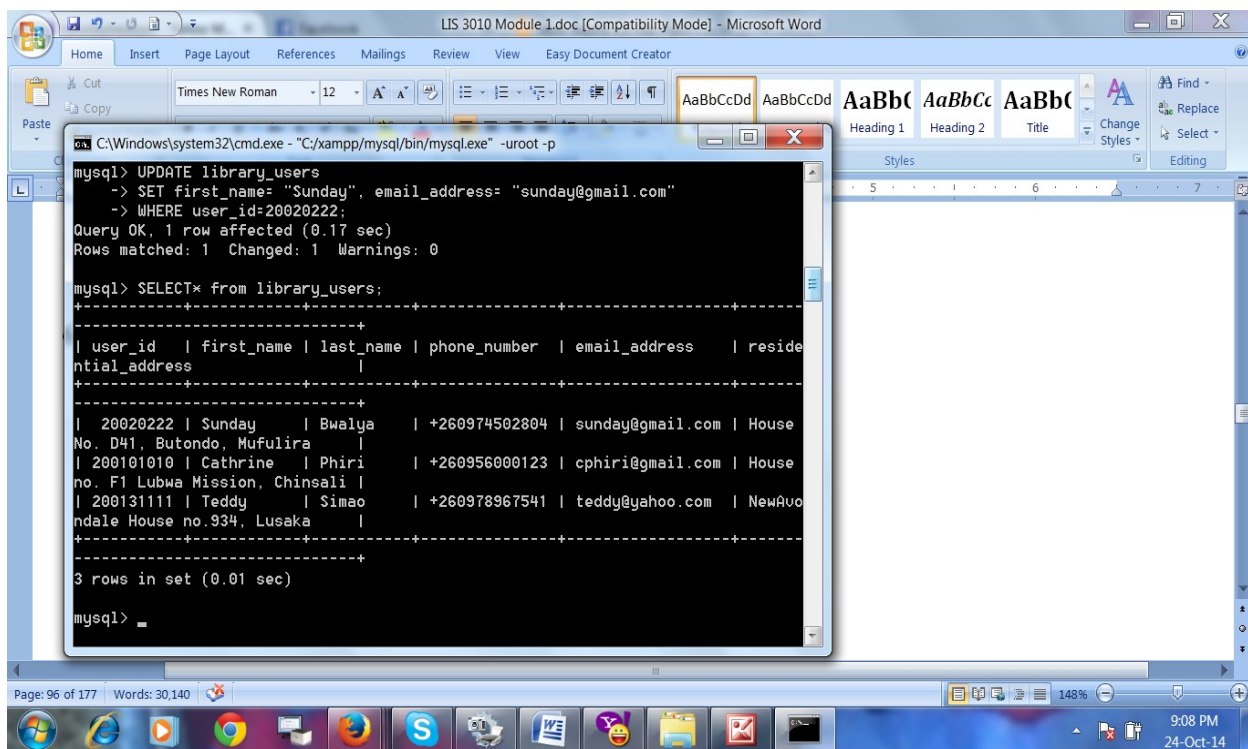 LIS 3010 Module 1.doc [Compatibility Mode] - Microsoft Word
Home Insert Page Layout References Mailings Review View Easy Document Creator
Cut
Copy
Paste
Times New Roman 12
AaBbCcDd AaBbCcDd AaBb( AaBbCc AaBb(
Heading 1 Heading 2 Title
Change Styles
Styles
Find
Replace
Select
Editing
5 6 7
C:\Windows\system32\cmd.exe - "C:/xampp/mysql/bin/mysql.exe" -uroot -p
mysql> UPDATE library_users
-> SET first_name= "Sunday", email_address= "sunday@gmail.com"
-> WHERE user_id=20020222;
Query OK, 1 row affected (0.17 sec)
Rows matched: 1 Changed: 1 Warnings: 0
mysql> SELECT* from library_users;
+-----------+------------+-----------+---------------+------------------+-------
--------------------------------+
| user_id | first_name | last_name | phone_number | email_address | reside
ntial_address |
+-----------+------------+-----------+---------------+------------------+-------
--------------------------------+
| 20020222 | Sunday | Bwalya | +260974502804 | sunday@gmail.com | House
No. D41, Butondo, Mufulira |
| 200101010 | Cathrine | Phiri | +260956000123 | cphiri@gmail.com | House
no. F1 Lubwa Mission, Chinsali |
| 200131111 | Teddy | Simao | +260978967541 | teddy@yahoo.com | NewAvo
ndale House no.934, Lusaka |
+-----------+------------+-----------+---------------+------------------+-------
--------------------------------+
3 rows in set (0.01 sec)
mysql> _
Page: 96 of 177 Words: 30,140 148%
9:08 PM
24-Oct-14